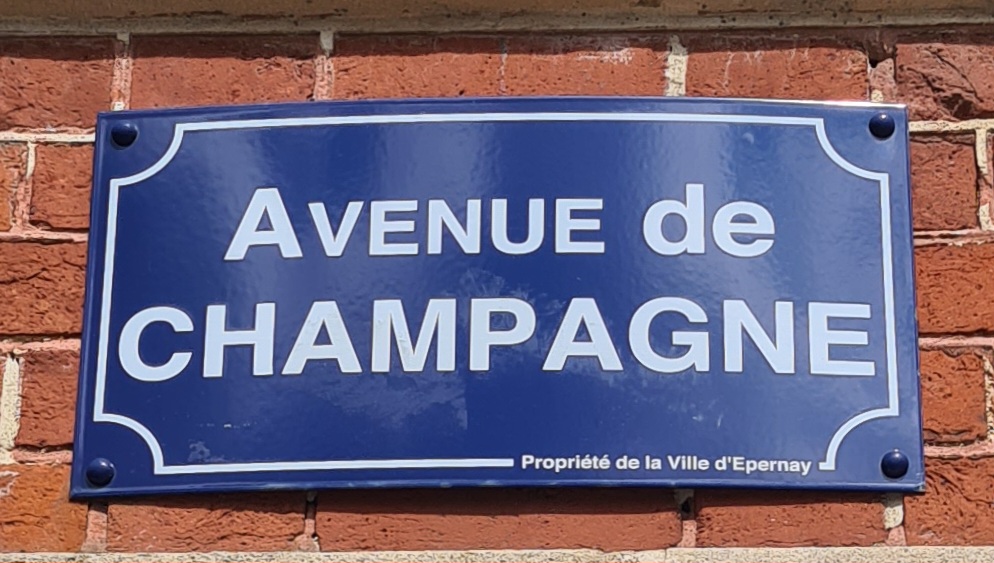 AVENUE de
CHAMPAGNE
Propriété de la Ville d'Epernay